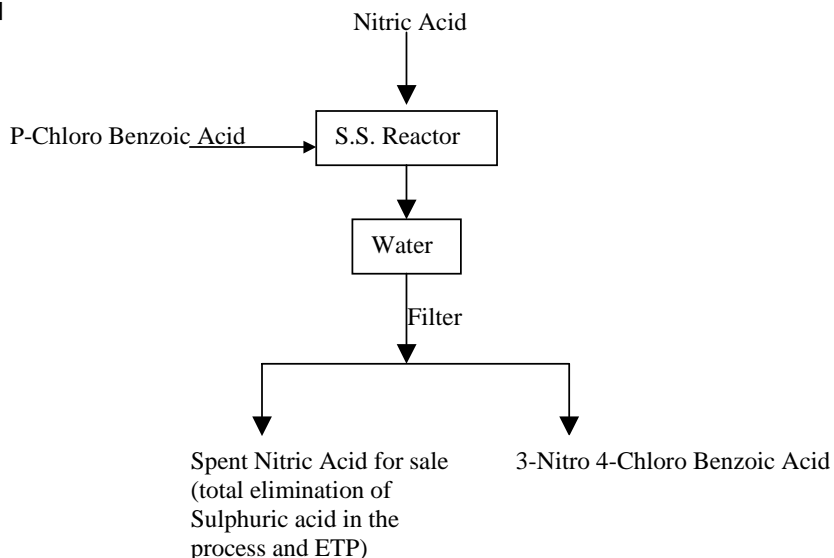 Nitric Acid
P-Chloro Benzoic Acid
S.S. Reactor
Water
Filter
Spent Nitric Acid for sale
(total elimination of
Sulphuric acid in the
process and ETP)
3-Nitro 4-Chloro Benzoic Acid